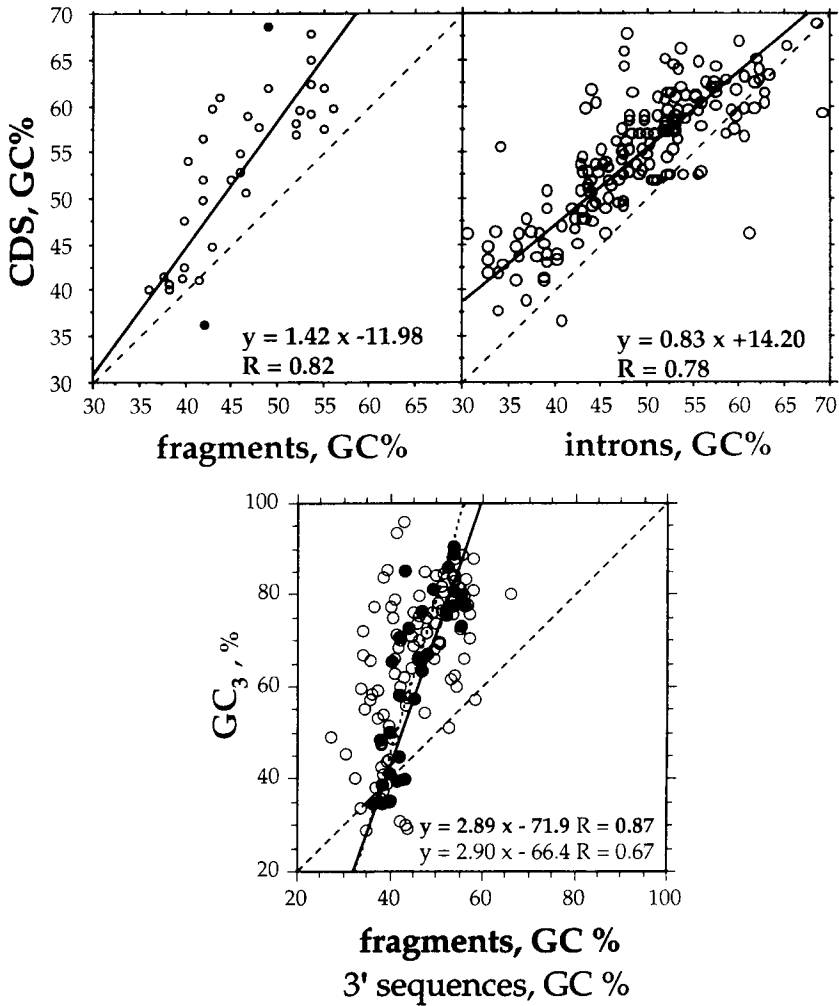 70
65
60
55
50
45
40
35
30
CDS, GC%
y = 1.42 x -11.98
R = 0.82
30 35 40 45 50 55 60 65
fragments, GC%
y = 0.83 x +14.20
R = 0.78
30 35 40 45 50 55 60 65 70
introns, GC%
100
80
60
40
20
GC3 , %
y = 2.89 x - 71.9 R = 0.87
y = 2.90 x - 66.4 R = 0.67
20 40 60 80 100
fragments, GC %
3' sequences, GC %